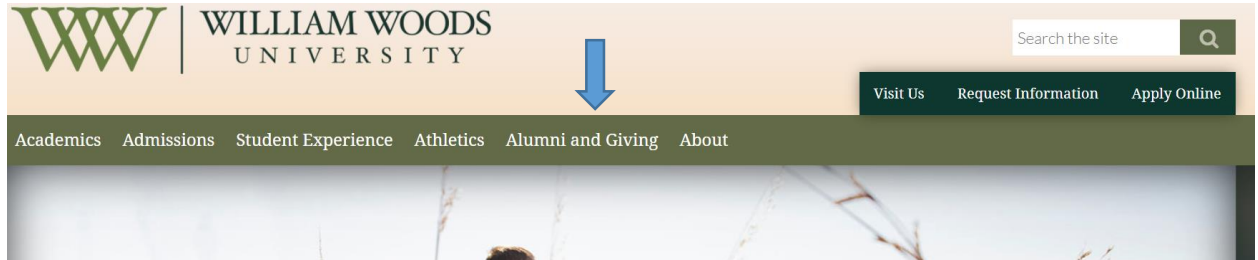 WW WILLIAM WOODS
UNIVERSITY
Search the site
Visit Us Request Information Apply Online
Academics Admissions Student Experience Athletics Alumni and Giving About